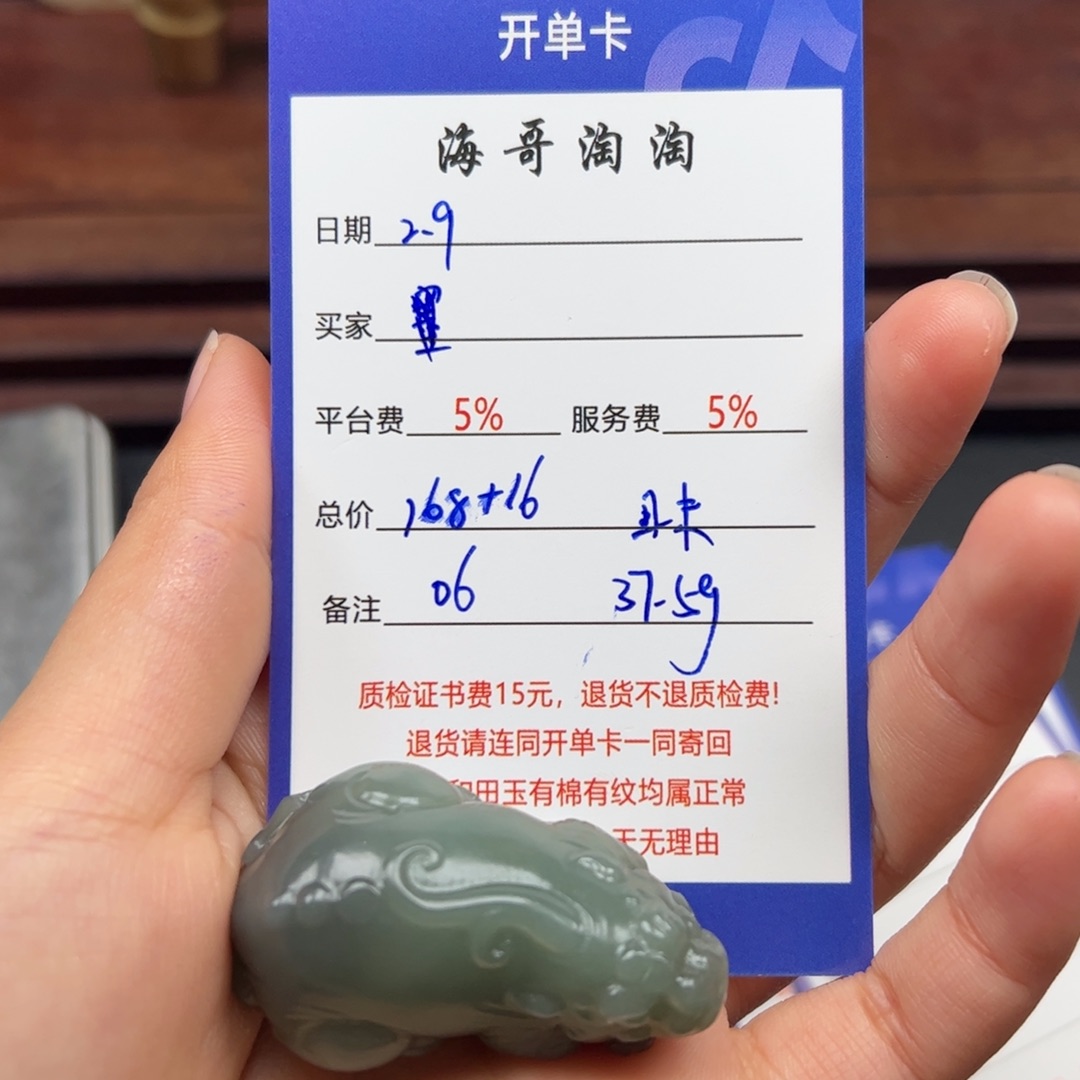 开单卡
海哥淘淘
日期 2-9
买家
平台费 5% 服务费 5%
总价 168+16
备注 06 37-59
质检证书费15元，退货不退质检费!
退货请连同开单卡一同寄回
和田玉有棉有纹均属正常
天无理由